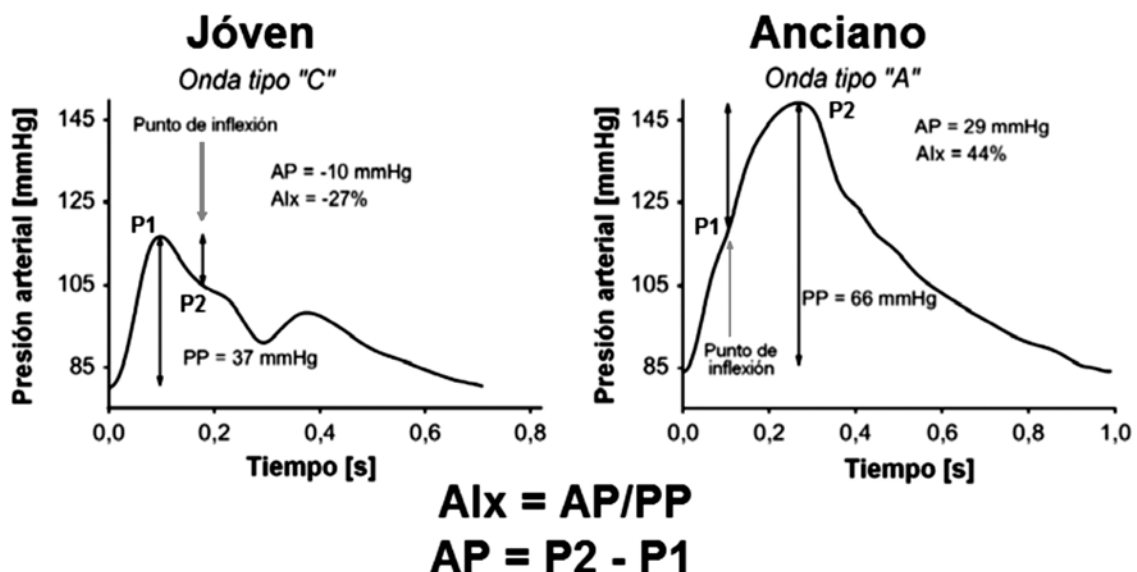 Jóven
Onda tipo "C"
Presión arterial [mmHg]
145
125
105
85
Punto de inflexión
AP = -10 mmHg
AIx = -27%
P1
P2
PP = 37 mmHg
0,0
0,2
0,4
0,6
0,8
Tiempo [s]
Anciano
Onda tipo "A"
Presión arterial [mmHg]
145
125
105
85
P2
AP = 29 mmHg
AIx = 44%
P1
PP = 66 mmHg
Punto de
inflexión
0,0
0,2
0,4
0,6
0,8
1,0
Tiempo [s]
AIx = AP/PP
AP = P2 - P1